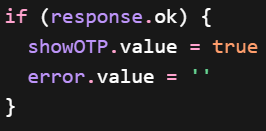 if (response.ok) {
  showOTP.value = true
  error.value = ''
}